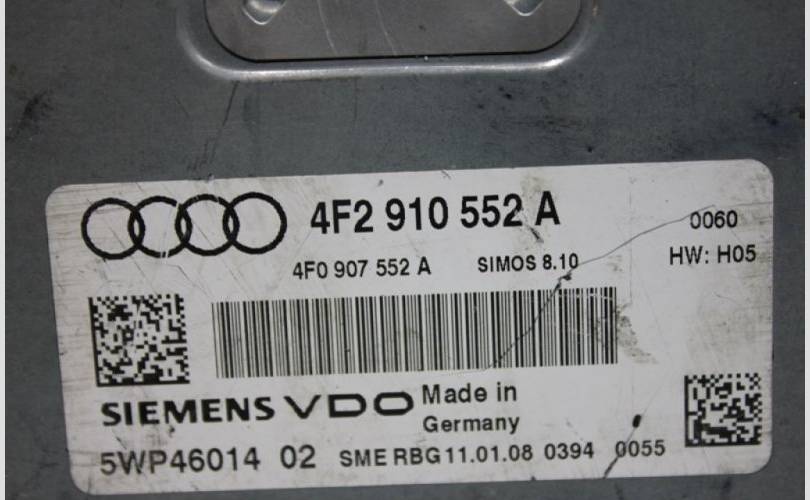 4F2 910 552 A
0060
4F0 907 552 A SIMOS 8.10 HW: H05
SIEMENS VDO Made in
Germany
5WP46014 02 SME RBG 11.01.08 0394 0055